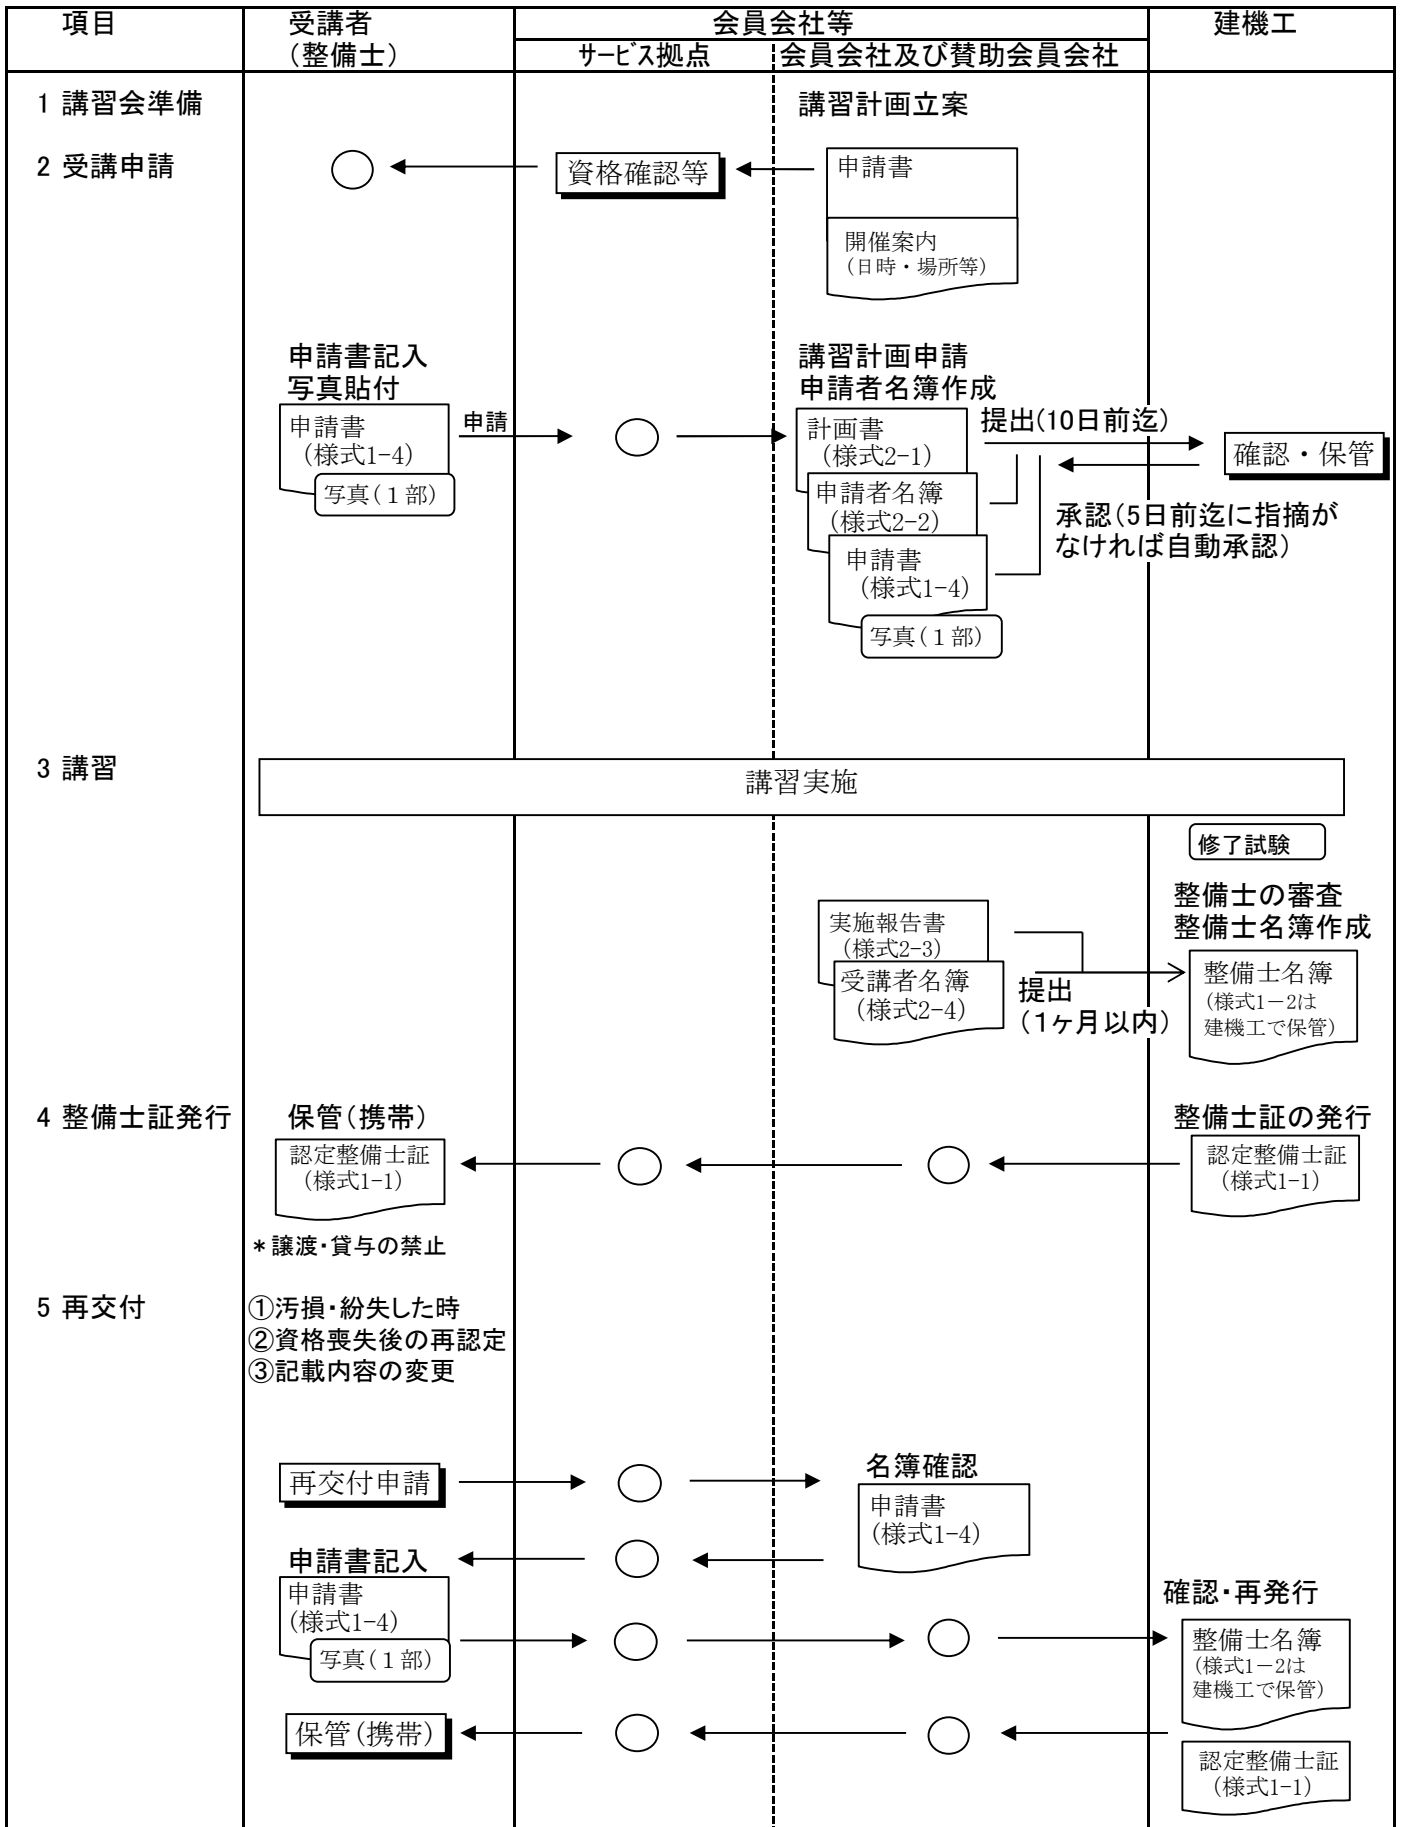 項目
受講者
（整備士）
会員会社等
サービス拠点
会員会社及び賛助会員会社
建機工
1 講習会準備
講習計画立案
2 受講申請
資格確認等
申請書
開催案内
（日時・場所等）
申請書記入
写真貼付
申請書
（様式1-4）
写真（１部）
申請
講習計画申請
申請者名簿作成
計画書
（様式2-1）
申請者名簿
（様式2-2）
申請書
（様式1-4）
写真（１部）
提出（10日前迄）
確認・保管
承認（5日前迄に指摘が
なければ自動承認）
3 講習
講習実施
修了試験
実施報告書
（様式2-3）
受講者名簿
（様式2-4）
提出
（1ヶ月以内）
整備士の審査
整備士名簿作成
整備士名簿
（様式1－2は
建機工で保管）
4 整備士証発行
保管（携帯）
認定整備士証
（様式1-1）
整備士証の発行
認定整備士証
（様式1-1）
＊譲渡・貸与の禁止
5 再交付
①汚損・紛失した時
②資格喪失後の再認定
③記載内容の変更
再交付申請
名簿確認
申請書
（様式1-4）
申請書記入
申請書
（様式1-4）
写真（１部）
確認・再発行
整備士名簿
（様式1－2は
建機工で保管）
保管（携帯）
認定整備士証
（様式1-1）